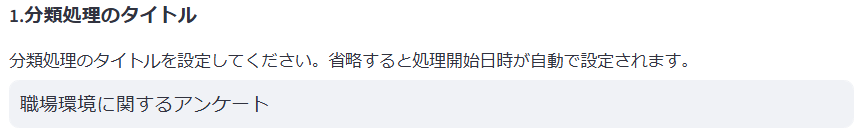 1.分類処理のタイトル
分類処理のタイトルを設定してください。省略すると処理開始日時が自動で設定されます。
職場環境に関するアンケート